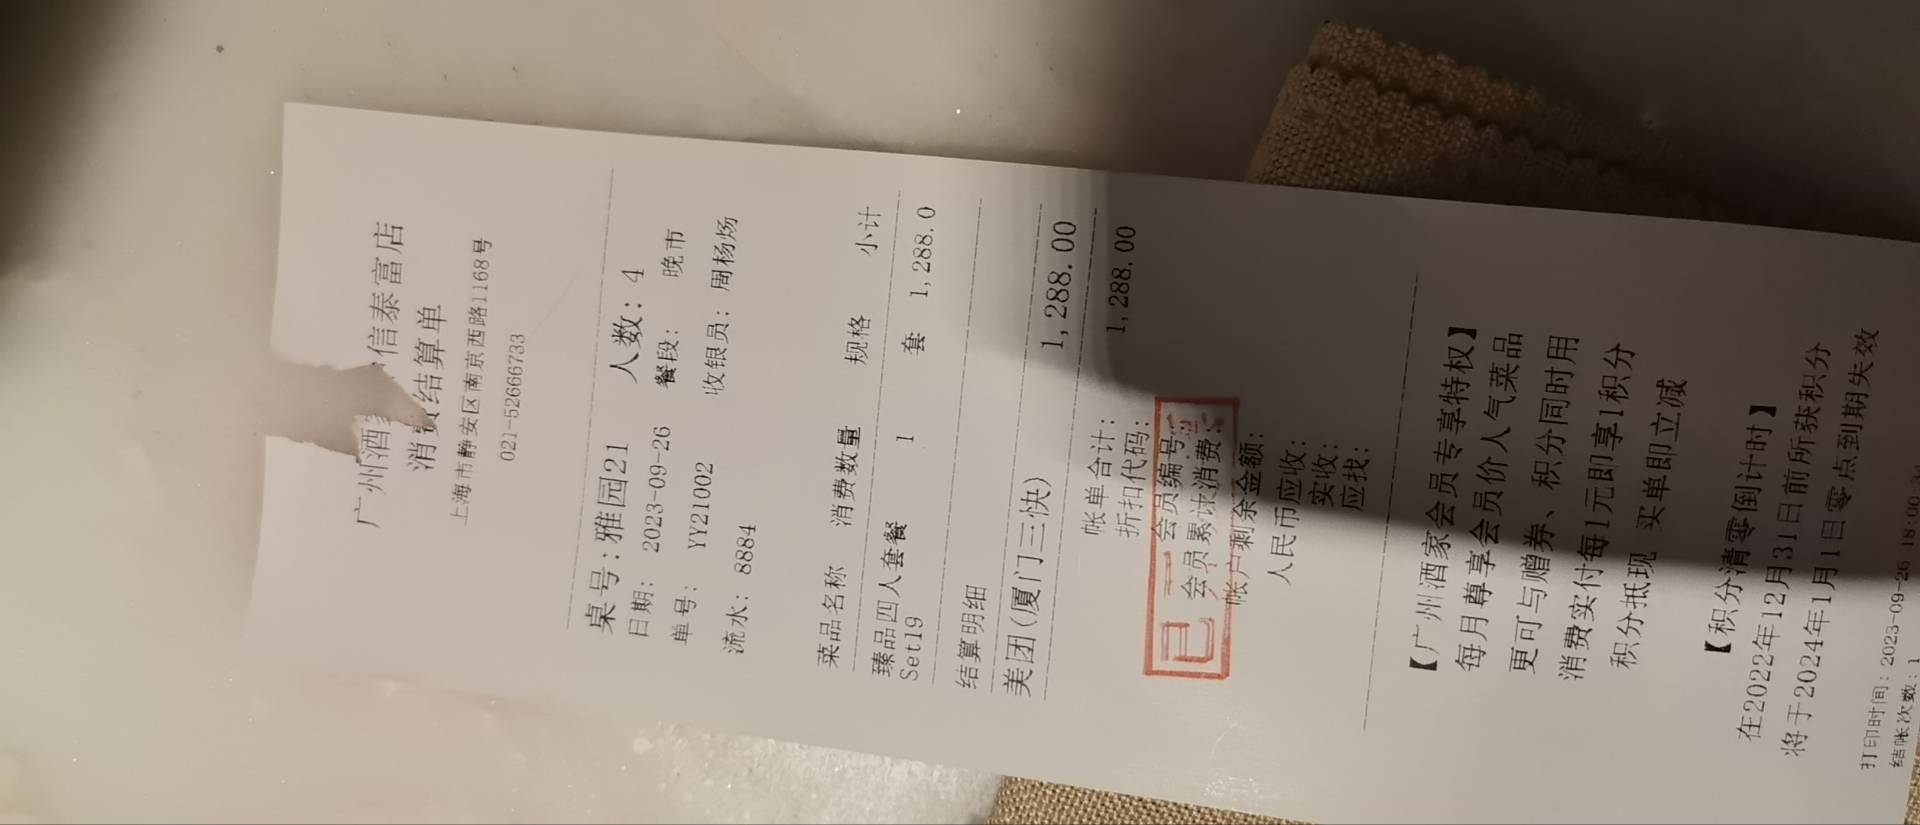 广州酒家 信泰富店
消费结算单
上海市静安区南京西路1168号
021-52666733
桌号：雅园21 人数：4
日期： 2023-09-26 餐段： 晚市
单号： YY21002 收银员：周杨炀
流水：8884
菜品名称 消费数量 规格 小计
臻品四人套餐 1 套 1,288.0
Set19
结算明细
美团(厦门三快) 1,288.00
帐单合计： 1,288.00
折扣代码：
会员编号：
会员累计消费：
帐户剩余金额：
人民币应收：
实收：
应找：
已
【广州酒家会员专享特权】
每月尊享会员价人气菜品
更可与赠券、积分同时用
消费实付每1元即享1积分
积分抵现 买单即立减
【积分清零倒计时】
在2022年12月31日前所获积分
将于2024年1月1日零点到期失效
打印时间：2023-09-26 18:00:
结帐次数：1